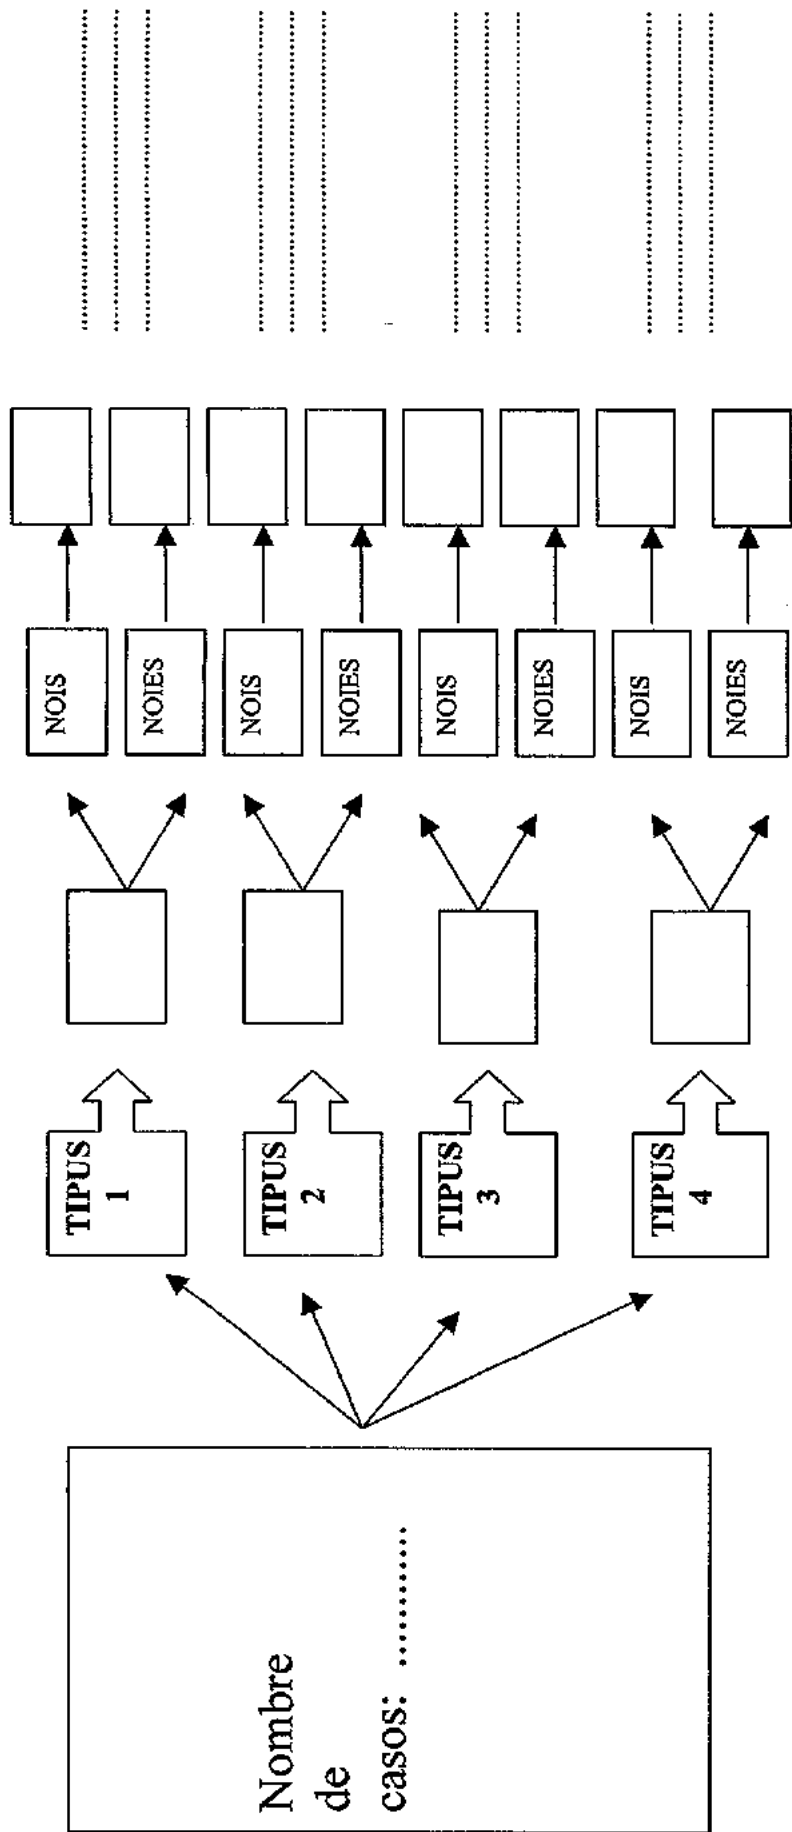 Nombre
de
casos: ............
TIPUS
1
TIPUS
2
TIPUS
3
TIPUS
4
NOIS
NOIES
NOIS
NOIES
NOIS
NOIES
NOIS
NOIES